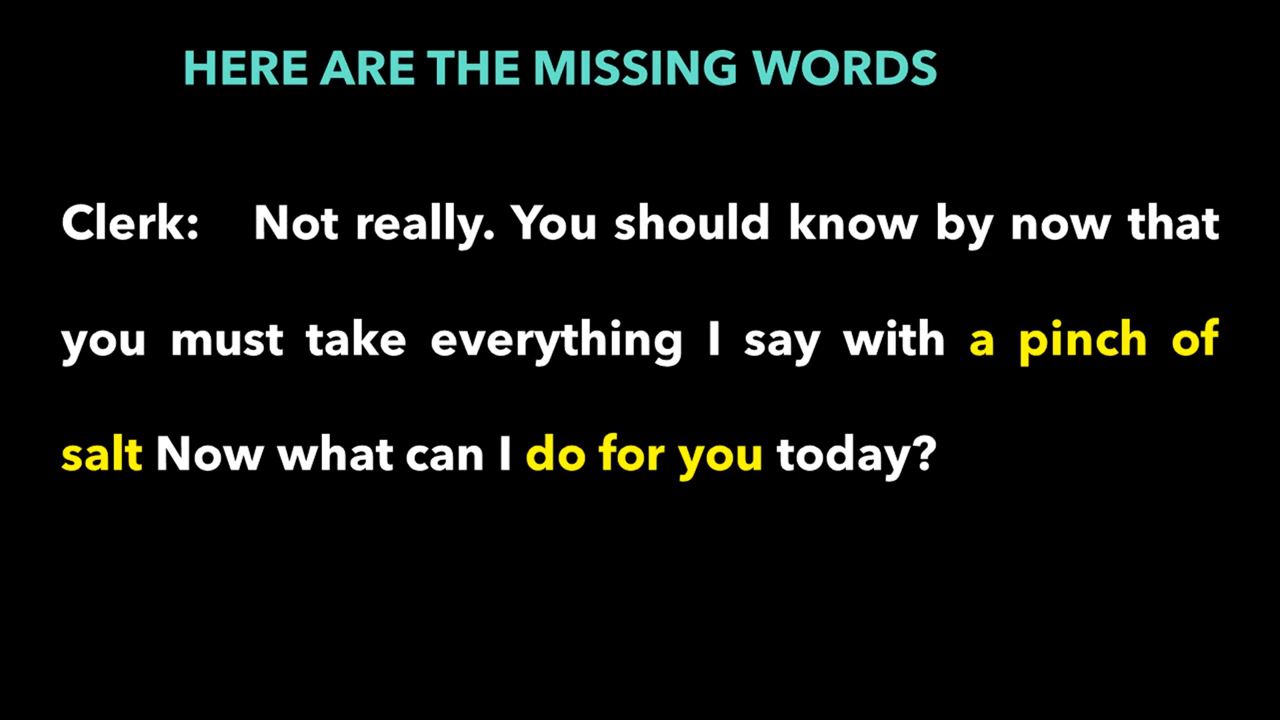 HERE ARE THE MISSING WORDS
Clerk: Not really. You should know by now that
you must take everything I say with a pinch of
salt Now what can I do for you today?